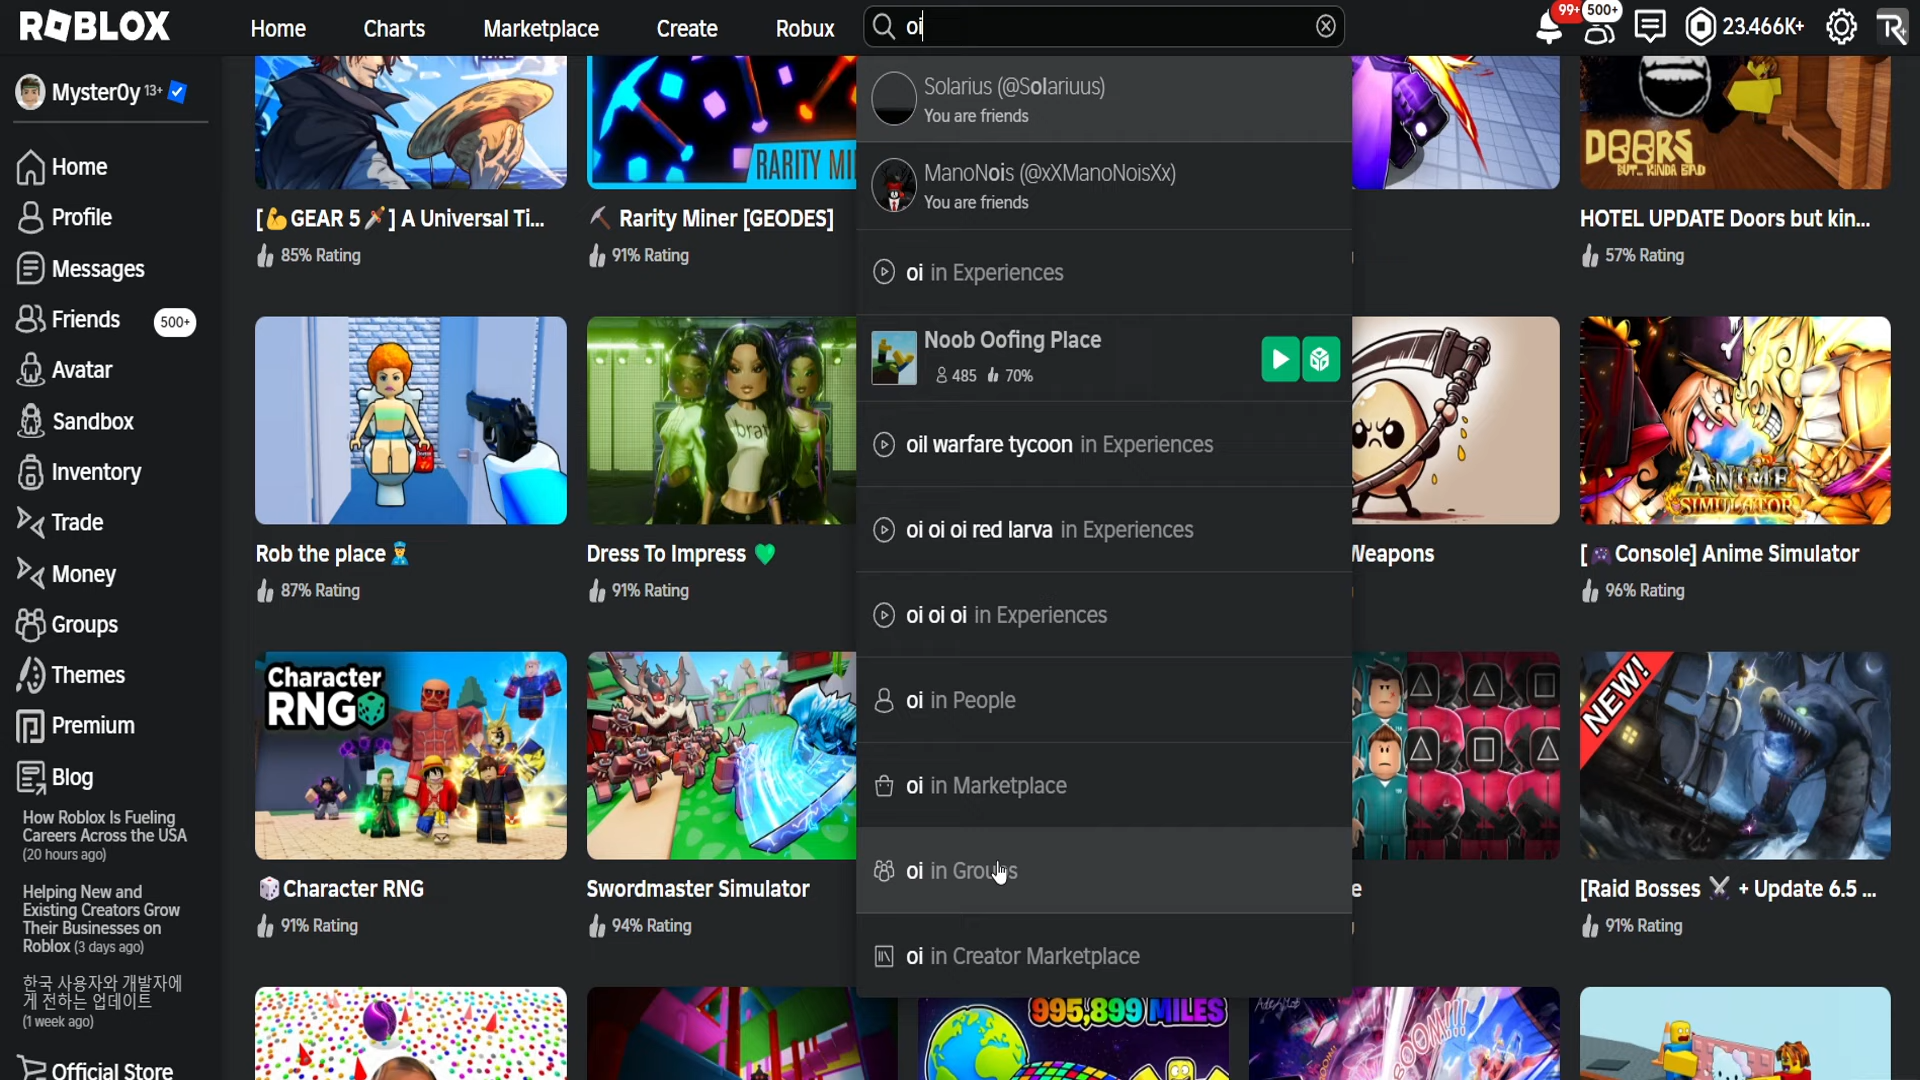 ROBLOX
Home
Charts
Marketplace
Create
Robux
oi
99+
500+
23.466K+
Myster0y 13+
Home
Profile
Messages
Friends
500+
Avatar
Sandbox
Inventory
Trade
Money
Groups
Themes
Premium
Blog
How Roblox Is Fueling
Careers Across the USA
(20 hours ago)
Helping New and
Existing Creators Grow
Their Businesses on
Roblox (3 days ago)
한국 사용자와 개발자에
게 전하는 업데이트
(1 week ago)
Official Store
Solarius (@Solariuus)
You are friends
ManoNois (@xXManoNoisXx)
You are friends
oi in Experiences
Noob Oofing Place
485 70%
oil warfare tycoon in Experiences
oi oi oi red larva in Experiences
oi oi oi in Experiences
oi in People
oi in Marketplace
oi in Groups
oi in Creator Marketplace
RARITY MI
DOORS
BUT... KINDA BAD
[💪GEAR 5🗡️] A Universal Ti...
85% Rating
⛏️ Rarity Miner [GEODES]
91% Rating
HOTEL UPDATE Doors but kin...
57% Rating
brat
ANIME
SIMULATOR
Rob the place 👮
87% Rating
Dress To Impress 💚
91% Rating
Weapons
[🎮Console] Anime Simulator
96% Rating
Character
RNG
NEW!
🎲Character RNG
91% Rating
Swordmaster Simulator
94% Rating
e
[Raid Bosses ⚔️ + Update 6.5 ...
91% Rating
995,899 MILES
BOOM!!!